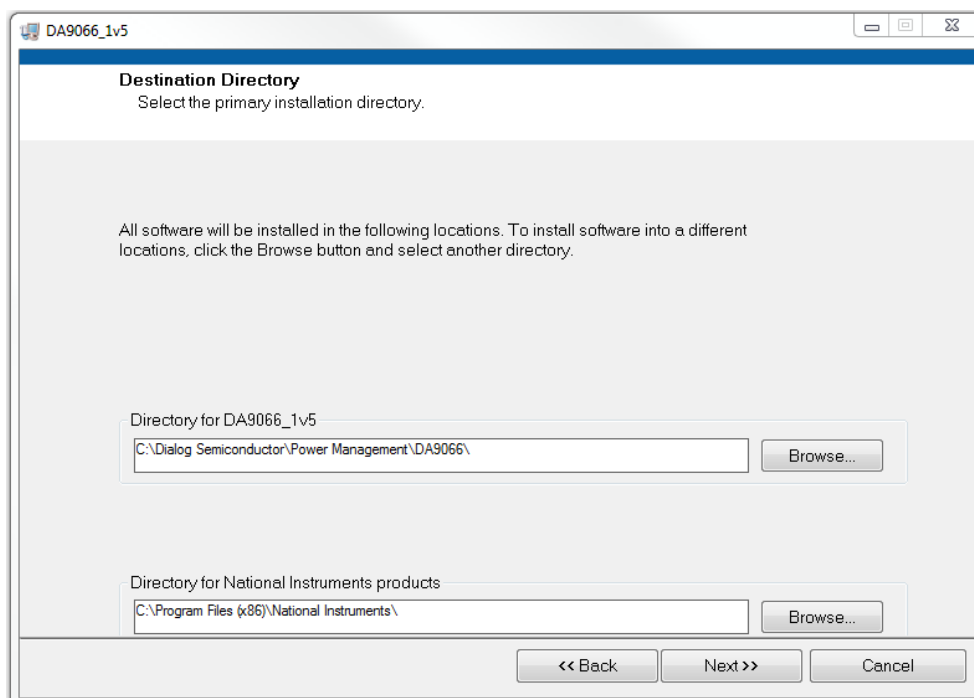 DA9066_1v5
Destination Directory
Select the primary installation directory.
All software will be installed in the following locations. To install software into a different
locations, click the Browse button and select another directory.
Directory for DA9066_1v5
C:\Dialog Semiconductor\Power Management\DA9066\
Browse...
Directory for National Instruments products
C:\Program Files (x86)\National Instruments\
Browse...
<< Back
Next >>
Cancel